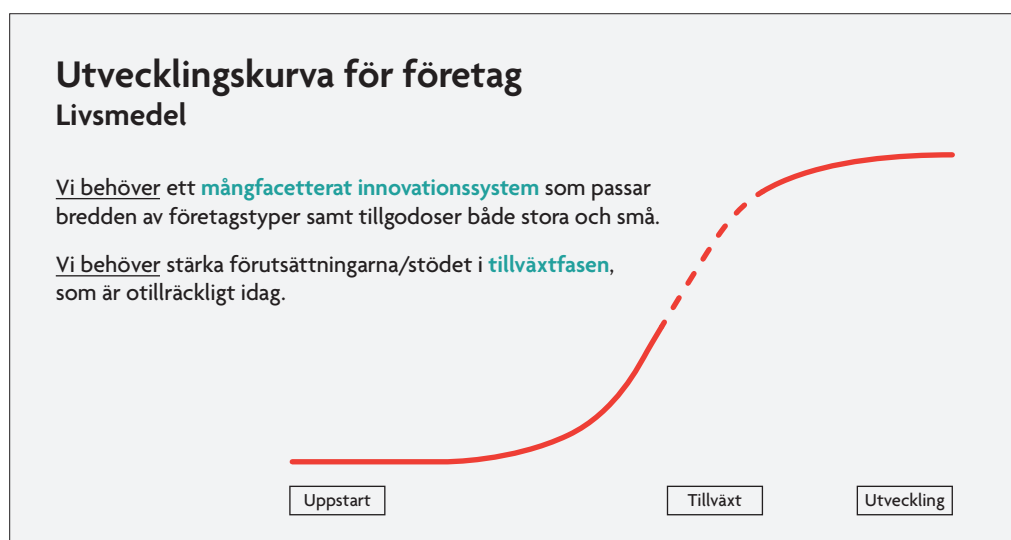 Utvecklingskurva för företag
Livsmedel
Vi behöver ett mångfacetterat innovationssystem som passar
bredden av företagstyper samt tillgodoser både stora och små.
Vi behöver stärka förutsättningarna/stödet i tillväxtfasen,
som är otillräckligt idag.
Uppstart
Tillväxt
Utveckling